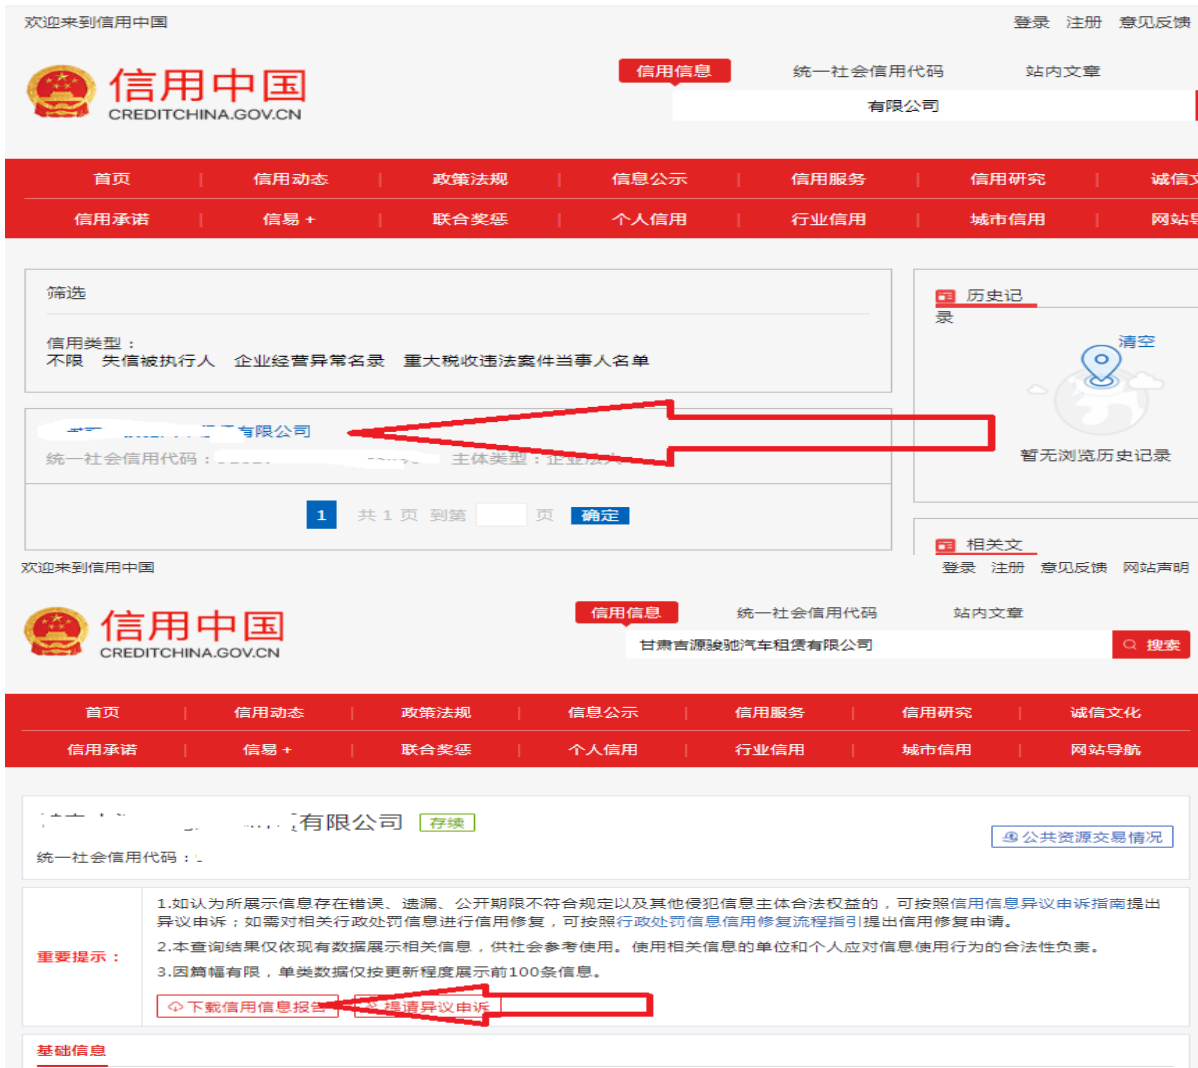 欢迎来到信用中国
登录 注册 意见反馈
信用中国
CREDITCHINA.GOV.CN
信用信息 统一社会信用代码 站内文章
有限公司
首页 信用动态 政策法规 信息公示 信用服务 信用研究 诚信
信用承诺 信易+ 联合奖惩 个人信用 行业信用 城市信用 网站
筛选
信用类型：
不限 失信被执行人 企业经营异常名录 重大税收违法案件当事人名单
历史记
录
清空
暂无浏览历史记录
有限公司
统一社会信用代码： 主体类型：企业法人
1 共 1 页 到第 页 确定
相关文
欢迎来到信用中国
登录 注册 意见反馈 网站声明
信用中国
CREDITCHINA.GOV.CN
信用信息 统一社会信用代码 站内文章
甘肃吉源骏驰汽车租赁有限公司 搜索
首页 信用动态 政策法规 信息公示 信用服务 信用研究 诚信文化
信用承诺 信易+ 联合奖惩 个人信用 行业信用 城市信用 网站导航
有限公司 存续
统一社会信用代码：
公共资源交易情况
重要提示：
1.如认为所展示信息存在错误、遗漏、公开期限不符合规定以及其他侵犯信息主体合法权益的，可按照信用信息异议申诉指南提出
异议申诉；如需对相关行政处罚信息进行信用修复，可按照行政处罚信息信用修复流程指引提出信用修复申请。
2.本查询结果仅依现有数据展示相关信息，供社会参考使用。使用相关信息的单位和个人应对信息使用行为的合法性负责。
3.因篇幅有限，单类数据仅按更新程度展示前100条信息。
下载信用信息报告 提请异议申诉
基础信息